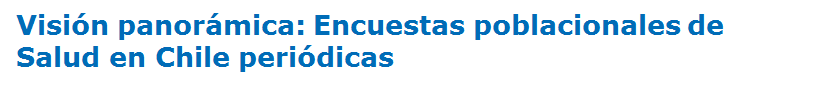 Visión panorámica: Encuestas poblacionales de
Salud en Chile periódicas